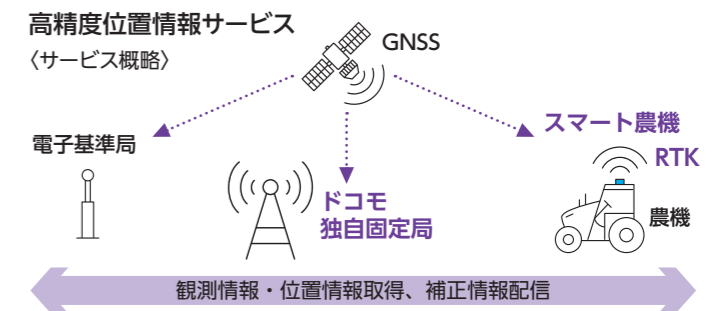 高精度位置情報サービス
〈サービス概略〉
GNSS
電子基準局
ドコモ
独自固定局
スマート農機
RTK
農機
観測情報・位置情報取得、補正情報配信